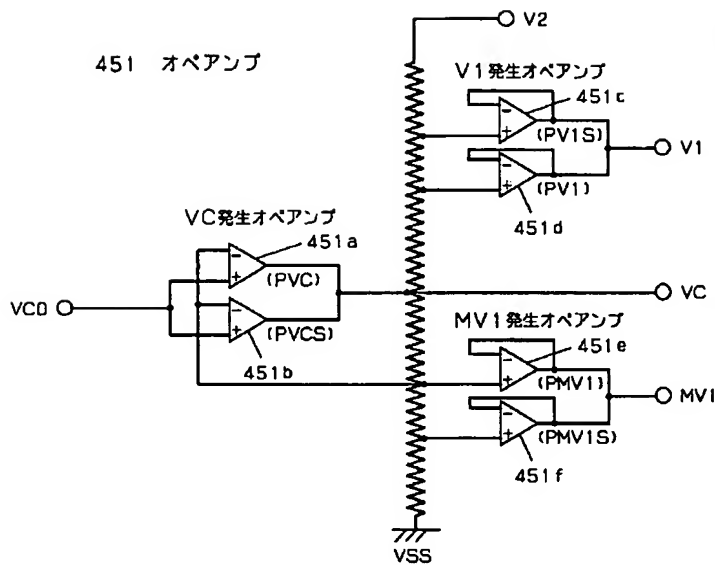 V2
451 オペアンプ
V1発生オペアンプ
451c
-
+
(PV1S)
V1
-
+
(PV1)
451d
VC発生オペアンプ
451a
-
+
(PVC)
VC0
VC
-
+
(PVCS)
451b
MV1発生オペアンプ
451e
-
+
(PMV1)
MV1
-
+
(PMV1S)
451f
VSS